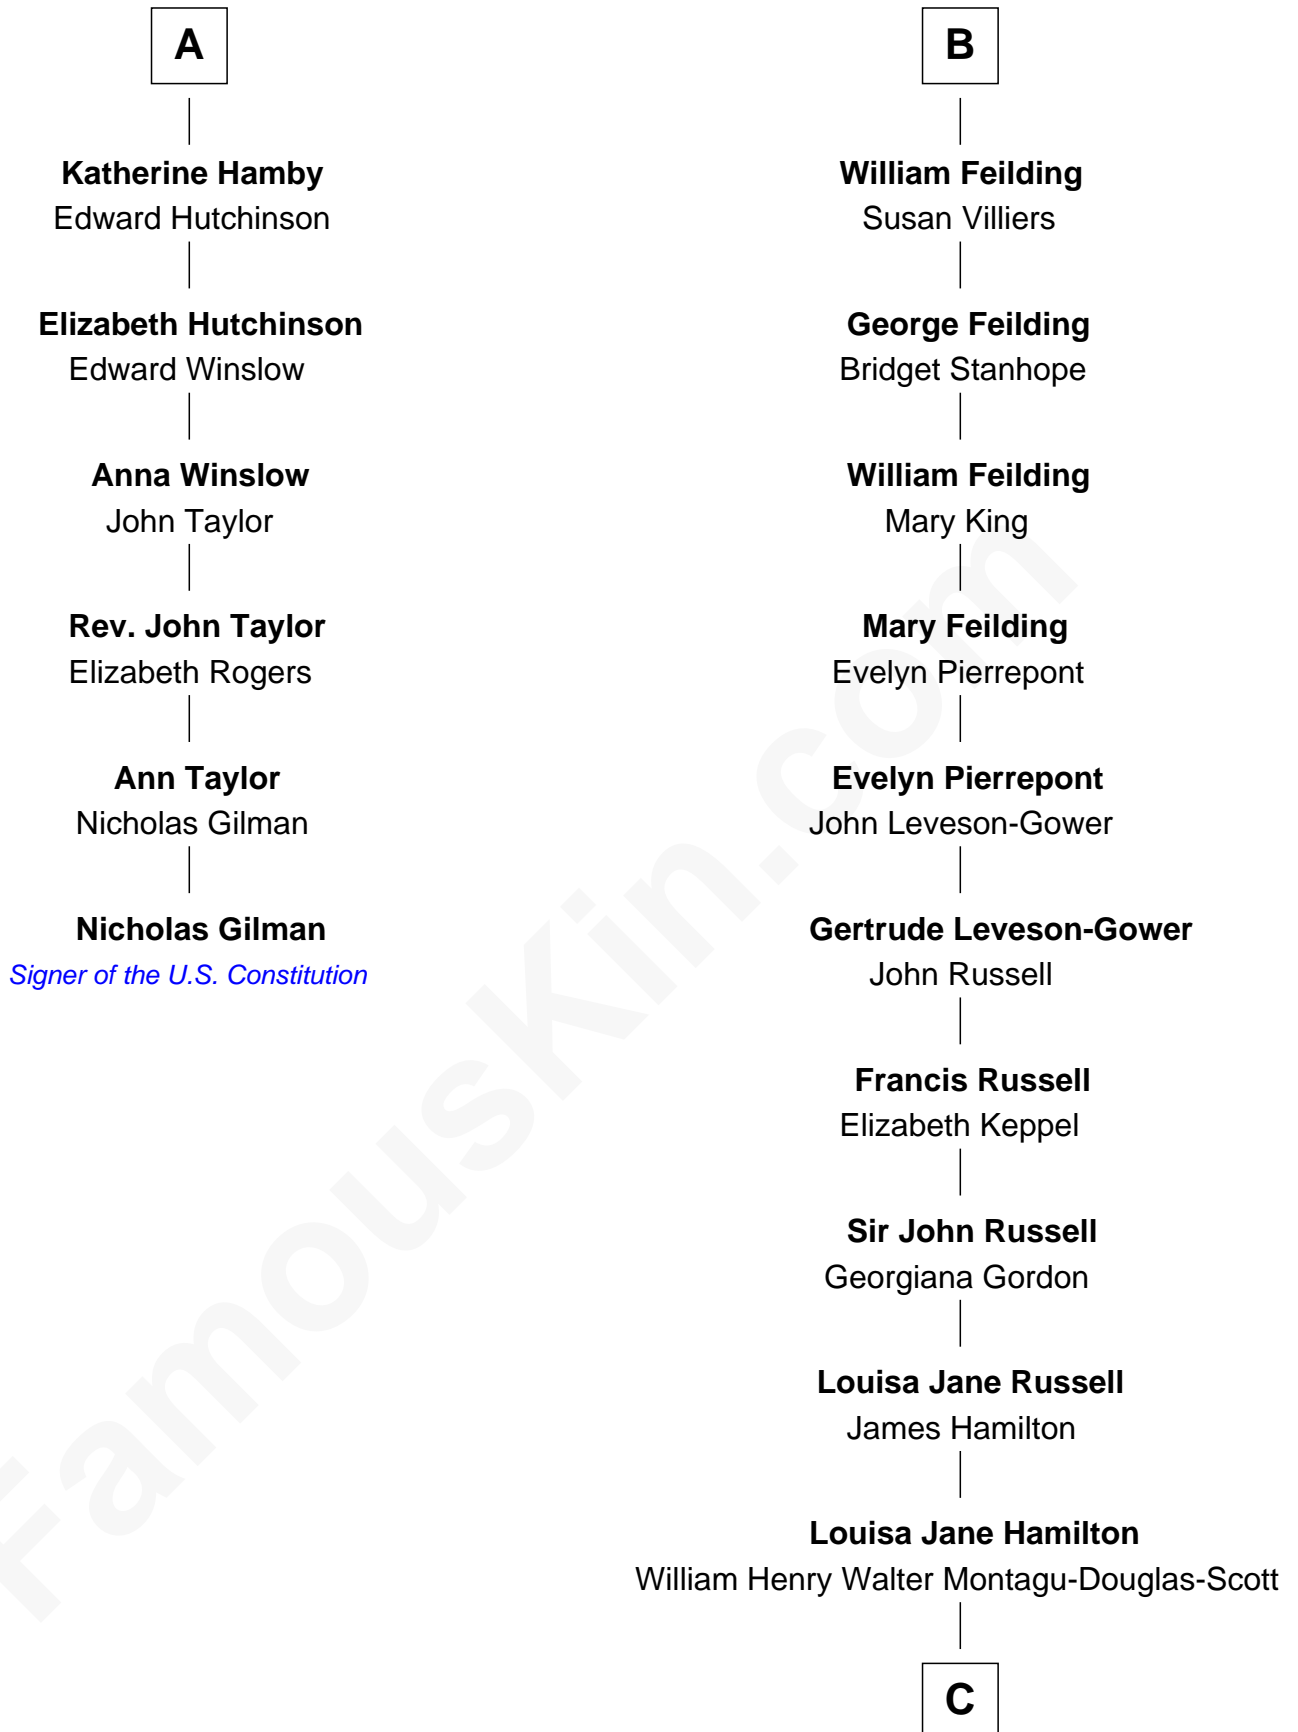 A
Katherine Hamby
Edward Hutchinson
Elizabeth Hutchinson
Edward Winslow
Anna Winslow
John Taylor
Rev. John Taylor
Elizabeth Rogers
Ann Taylor
Nicholas Gilman
Nicholas Gilman
Signer of the U.S. Constitution
B
William Feilding
Susan Villiers
George Feilding
Bridget Stanhope
William Feilding
Mary King
Mary Feilding
Evelyn Pierrepont
Evelyn Pierrepont
John Leveson-Gower
Gertrude Leveson-Gower
John Russell
Francis Russell
Elizabeth Keppel
Sir John Russell
Georgiana Gordon
Louisa Jane Russell
James Hamilton
Louisa Jane Hamilton
William Henry Walter Montagu-Douglas-Scott
C
FamousKin.com